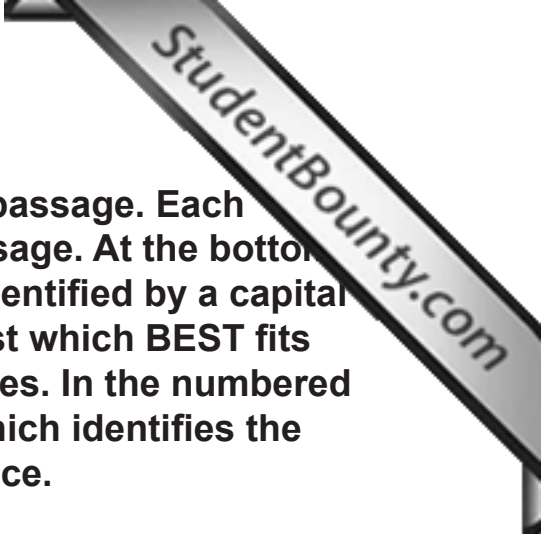 StudentBounty.com
passage. Each
sage. At the bottom
entified by a capital
st which BEST fits
es. In the numbered
hich identifies the
ce.